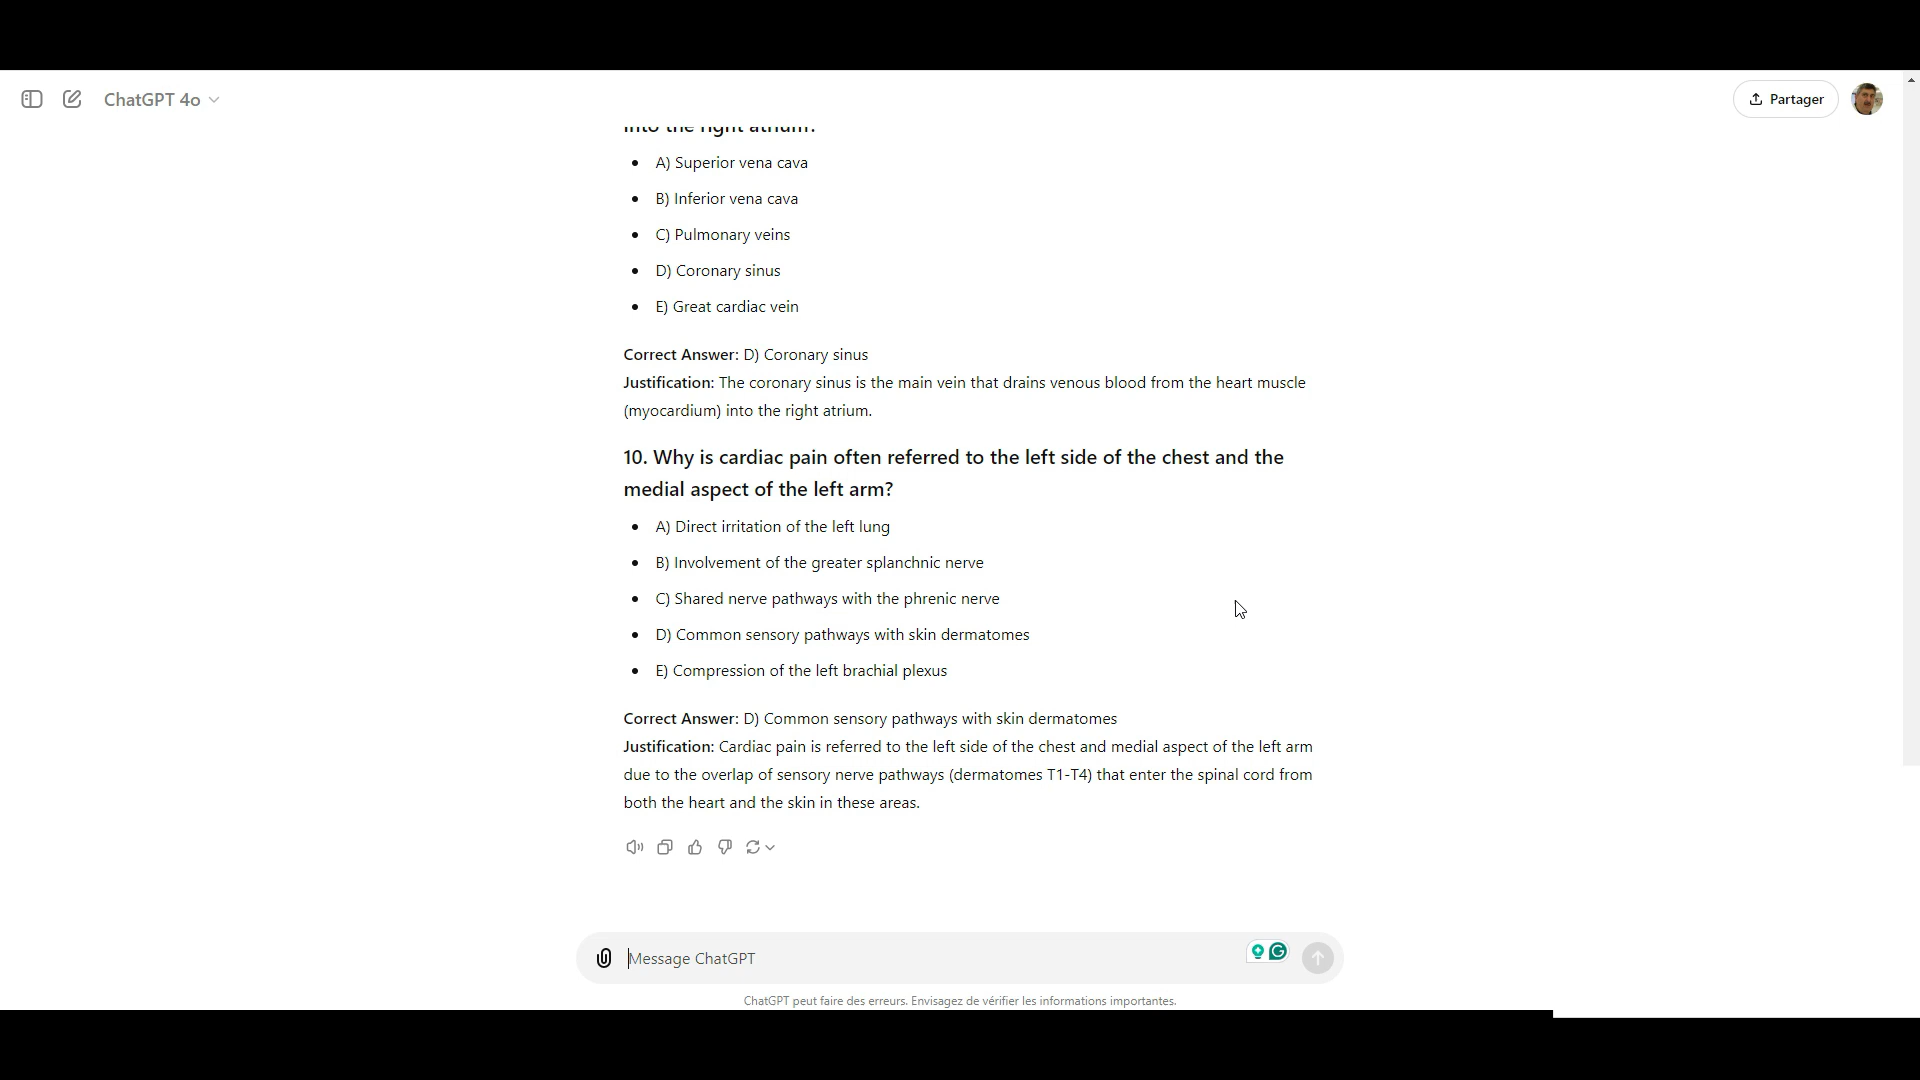 ChatGPT 4o
Partager
into the right atrium?
A) Superior vena cava
B) Inferior vena cava
C) Pulmonary veins
D) Coronary sinus
E) Great cardiac vein
Correct Answer: D) Coronary sinus
Justification: The coronary sinus is the main vein that drains venous blood from the heart muscle
(myocardium) into the right atrium.
10. Why is cardiac pain often referred to the left side of the chest and the
medial aspect of the left arm?
A) Direct irritation of the left lung
B) Involvement of the greater splanchnic nerve
C) Shared nerve pathways with the phrenic nerve
D) Common sensory pathways with skin dermatomes
E) Compression of the left brachial plexus
Correct Answer: D) Common sensory pathways with skin dermatomes
Justification: Cardiac pain is referred to the left side of the chest and medial aspect of the left arm
due to the overlap of sensory nerve pathways (dermatomes T1-T4) that enter the spinal cord from
both the heart and the skin in these areas.
Message ChatGPT
ChatGPT peut faire des erreurs. Envisagez de vérifier les informations importantes.